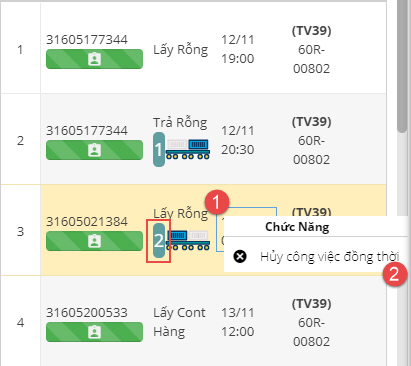 1
31605177344
Lấy Rỗng
12/11
19:00
(TV39)
60R-
00802
2
31605177344
Trả Rỗng
1
12/11
20:30
(TV39)
60R-
00802
3
31605021384
Lấy Rỗng
2
1
(TV39)
Chức Năng
Hủy công việc đồng thời
2
4
31605200533
Lấy Cont
Hàng
13/11
12:00
(TV39)
60R-
00802